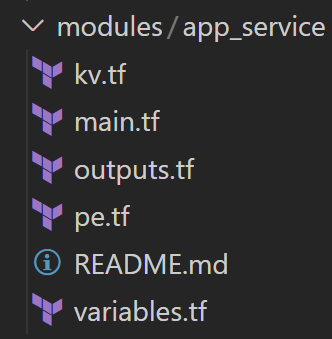 modules / app_service
kv.tf
main.tf
outputs.tf
pe.tf
README.md
variables.tf